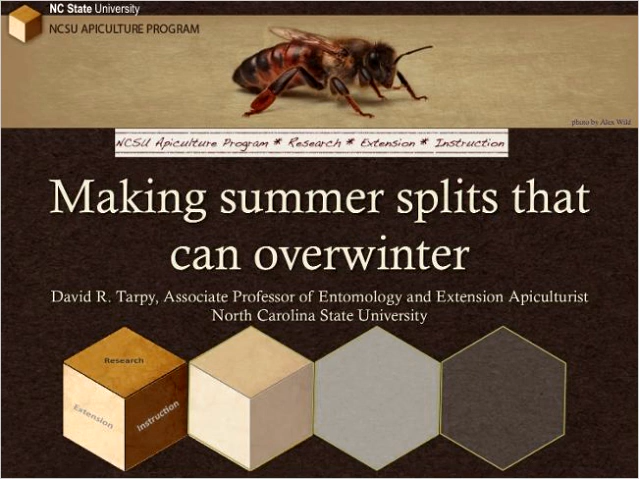 NC State University
NCSU APICULTURE PROGRAM
photo by Alex Wild
NCSU Apiculture Program * Research * Extension * Instruction
Making summer splits that
can overwinter
David R. Tarpy, Associate Professor of Entomology and Extension Apiculturist
North Carolina State University
Research
Extension
Instruction